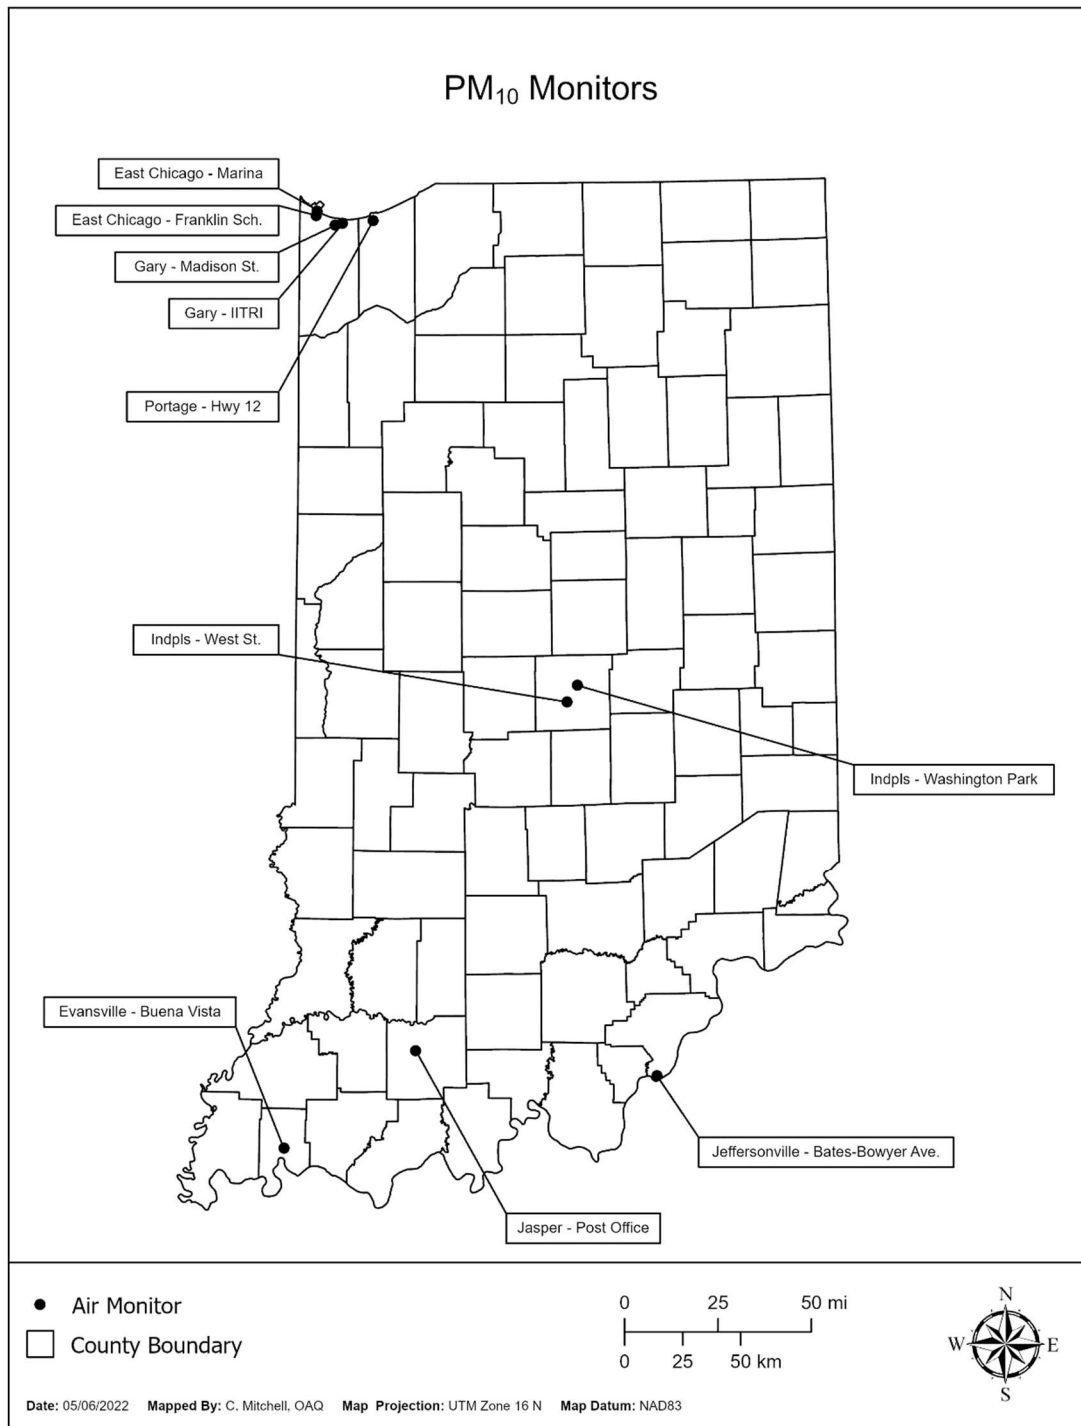 PM₁₀ Monitors
East Chicago - Marina
East Chicago - Franklin Sch.
Gary - Madison St.
Gary - IITRI
Portage - Hwy 12
Indpls - West St.
Indpls - Washington Park
Evansville - Buena Vista
Jeffersonville - Bates-Bowyer Ave.
Jasper - Post Office
Air Monitor
County Boundary
0 25 50 mi
0 25 50 km
N
W E
S
Date: 05/06/2022 Mapped By: C. Mitchell, OAQ Map Projection: UTM Zone 16 N Map Datum: NAD83